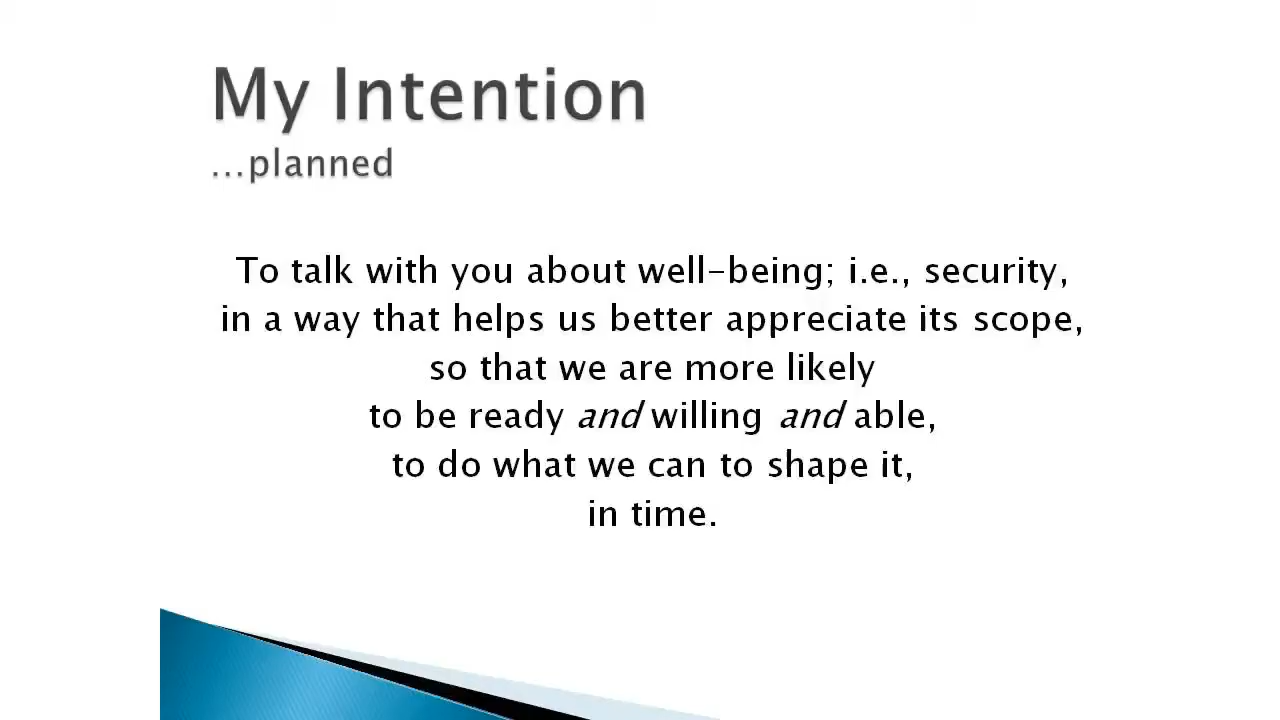 My Intention
...planned
To talk with you about well-being; i.e., security,
in a way that helps us better appreciate its scope,
so that we are more likely
to be ready and willing and able,
to do what we can to shape it,
in time.